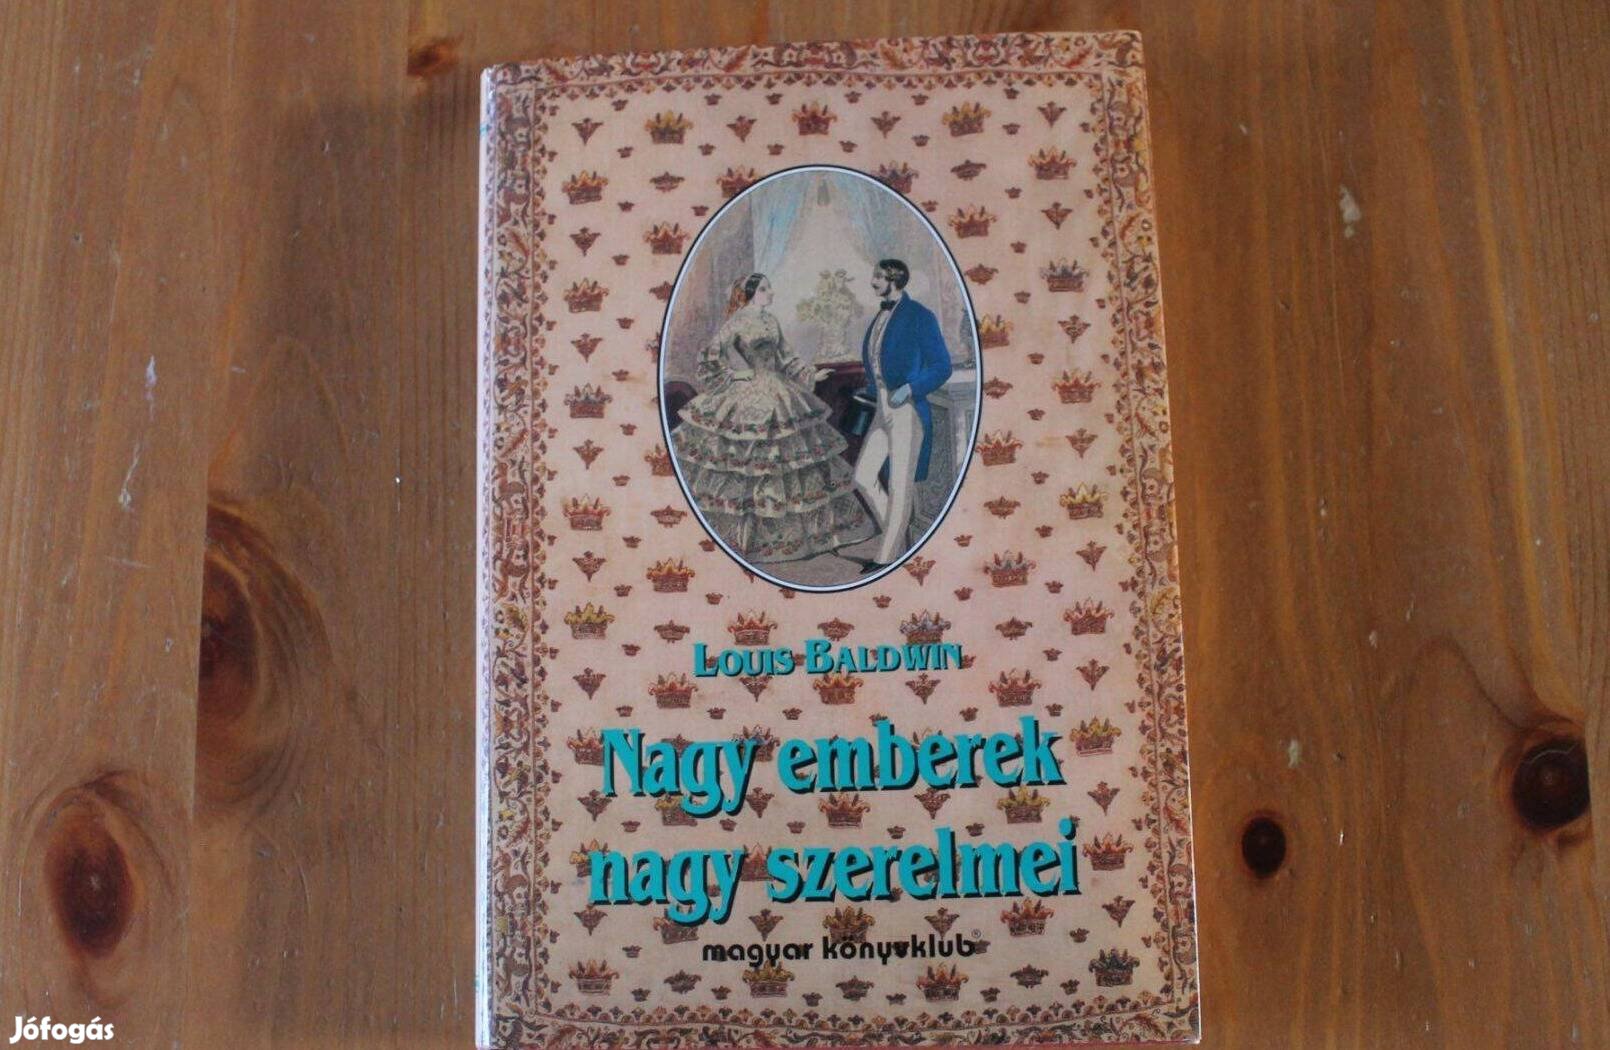 Louis Baldwin
Nagy emberek
nagy szerelmei
magyar könyvklub®
Jófogás